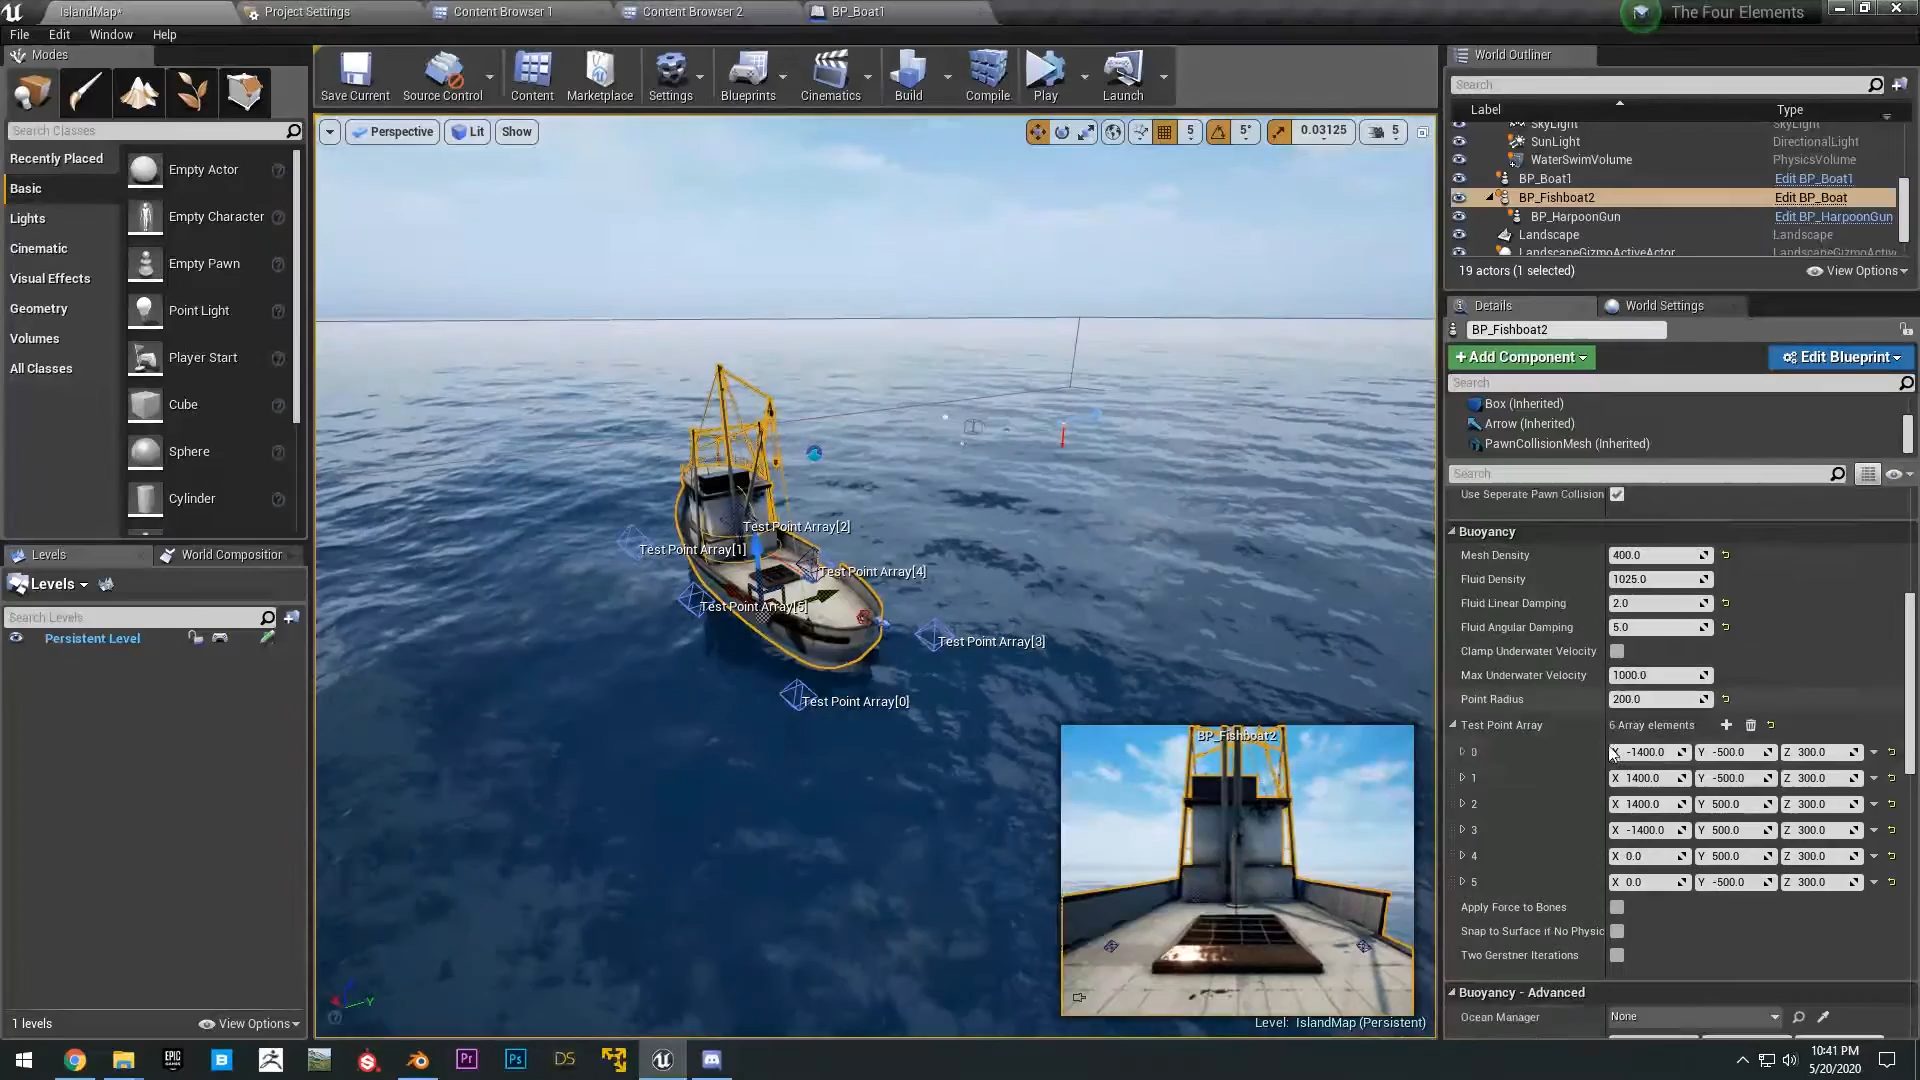 IslandMap*
Project Settings
Content Browser 1
Content Browser 2
BP_Boat1
The Four Elements
File Edit Window Help
Modes
Save Current
Source Control
Content
Marketplace
Settings
Blueprints
Cinematics
Build
Compile
Play
Launch
Search Classes
Recently Placed
Basic
Lights
Cinematic
Visual Effects
Geometry
Volumes
All Classes
Empty Actor
Empty Character
Empty Pawn
Point Light
Player Start
Cube
Sphere
Cylinder
Levels
World Composition
Levels
Search Levels
Persistent Level
1 levels
View Options
Perspective
Lit
Show
5
5°
0.03125
5
Test Point Array[2]
Test Point Array[1]
Test Point Array[4]
Test Point Array[5]
Test Point Array[3]
Test Point Array[0]
BP_Fishboat2
Level: IslandMap (Persistent)
World Outliner
Search
Label Type
SkyLight SkyLight
SunLight DirectionalLight
WaterSwimVolume PhysicsVolume
BP_Boat1 Edit BP_Boat1
BP_Fishboat2 Edit BP_Boat
BP_HarpoonGun Edit BP_HarpoonGun
Landscape Landscape
LandscapeGizmoActiveActor LandscapeGizmoActiv
19 actors (1 selected)
View Options
Details
World Settings
BP_Fishboat2
+Add Component
Edit Blueprint
Search
Box (Inherited)
Arrow (Inherited)
PawnCollisionMesh (Inherited)
Search
Use Seperate Pawn Collision
Buoyancy
Mesh Density 400.0
Fluid Density 1025.0
Fluid Linear Damping 2.0
Fluid Angular Damping 5.0
Clamp Underwater Velocity
Max Underwater Velocity 1000.0
Point Radius 200.0
Test Point Array 6 Array elements
0 X -1400.0 Y -500.0 Z 300.0
1 X 1400.0 Y -500.0 Z 300.0
2 X 1400.0 Y 500.0 Z 300.0
3 X -1400.0 Y 500.0 Z 300.0
4 X 0.0 Y 500.0 Z 300.0
5 X 0.0 Y -500.0 Z 300.0
Apply Force to Bones
Snap to Surface if No Physic
Two Gerstner Iterations
Buoyancy - Advanced
Ocean Manager None
EPIC
GAMES
B
Pr
Ps
DS
10:41 PM
5/20/2020